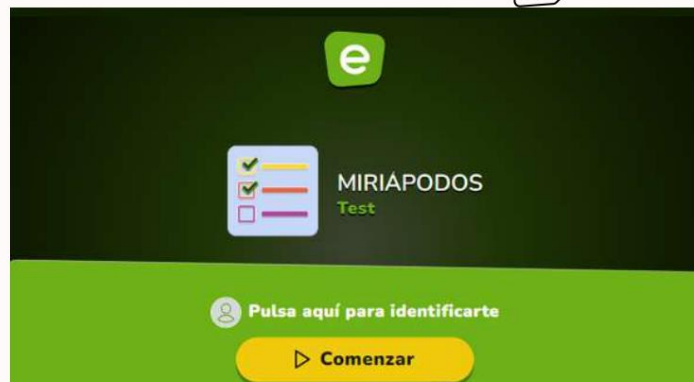 e
MIRIÁPODOS
Test
Pulsa aquí para identificarte
Comenzar